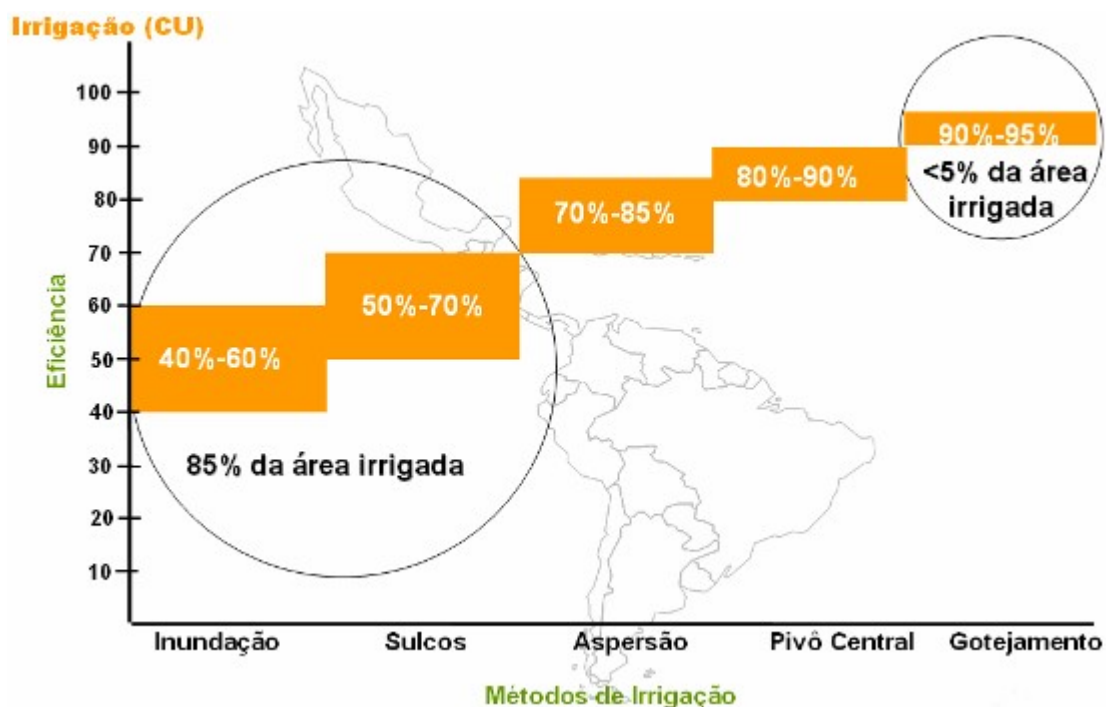 Irrigação (CU)
100
90
80
70
60
50
40
30
20
10
Eficiência
40%-60%
50%-70%
70%-85%
80%-90%
90%-95%
<5% da área
irrigada
85% da área irrigada
Inundação Sulcos Aspersão Pivô Central Gotejamento
Métodos de Irrigação